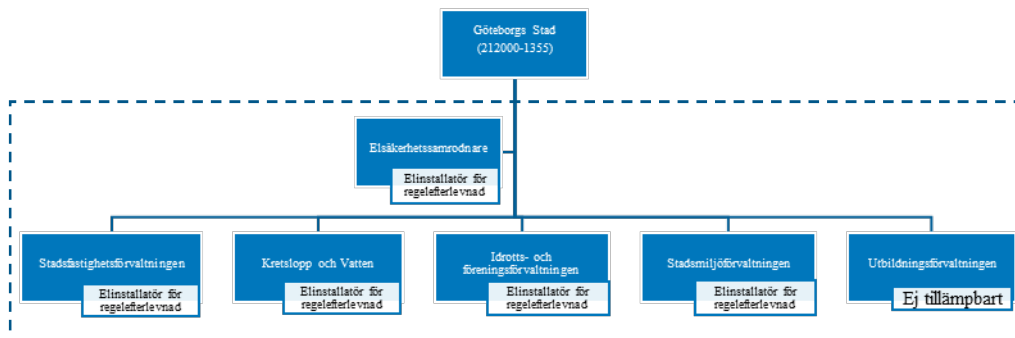 Göteborgs Stad
(212000-1355)
Elsäkerhetssamrodnare
Elinstallatör för
regelefterlevnad
Stadsfastighetsförvaltningen
Elinstallatör för
regelefterlevnad
Kretslopp och Vatten
Elinstallatör för
regelefterlevnad
Idrotts- och
föreningsförvaltningen
Elinstallatör för
regelefterlevnad
Stadsmiljöförvaltningen
Elinstallatör för
regelefterlevnad
Utbildningsförvaltningen
Ej tillämpbart